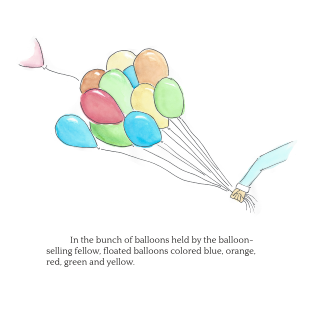 In the bunch of balloons held by the balloon-
selling fellow, floated balloons colored blue, orange,
red, green and yellow.